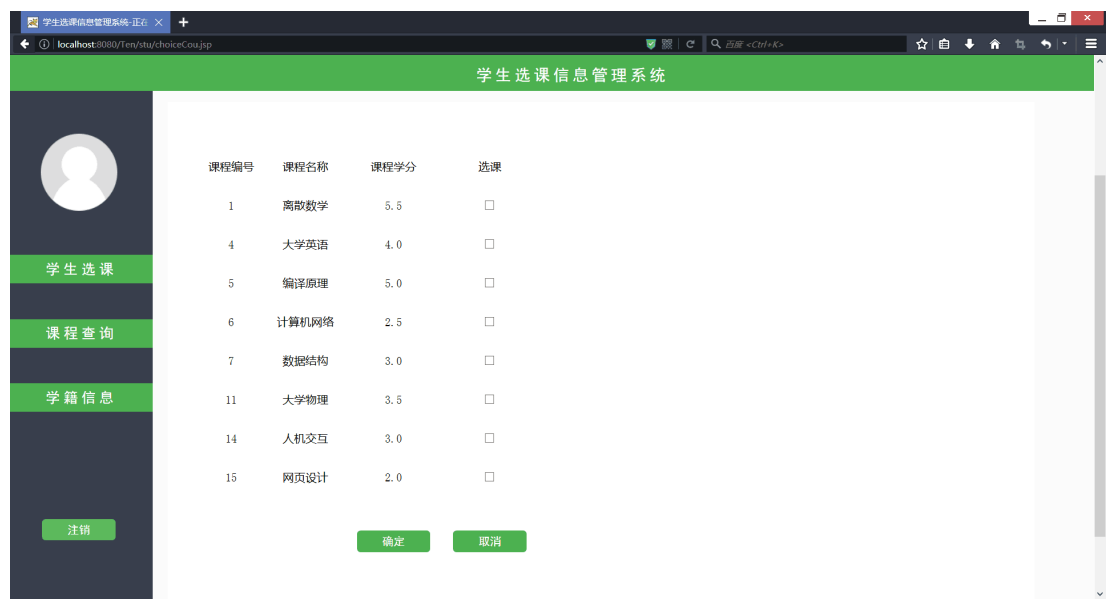 学生选课信息管理系统-正在
localhost:8080/Ten/stu/choiceCou.jsp
百度 <Ctrl+K>
学生选课信息管理系统
学生选课
课程查询
学籍信息
注销
课程编号 课程名称 课程学分 选课
1 离散数学 5.5
4 大学英语 4.0
5 编译原理 5.0
6 计算机网络 2.5
7 数据结构 3.0
11 大学物理 3.5
14 人机交互 3.0
15 网页设计 2.0
确定 取消